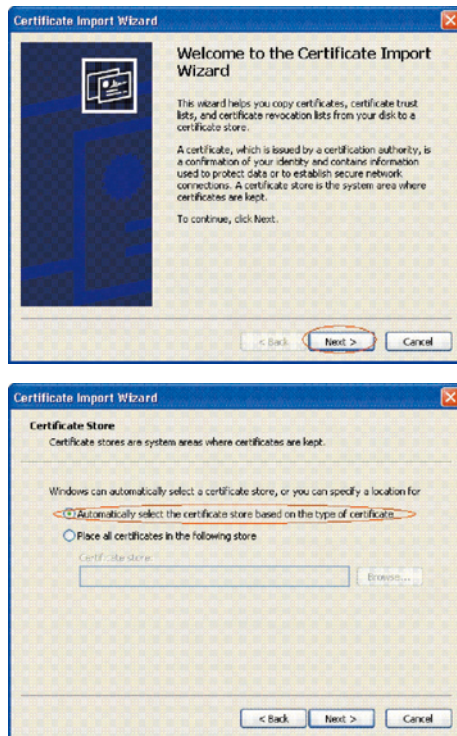 Certificate Import Wizard
Welcome to the Certificate Import
Wizard
This wizard helps you copy certificates, certificate trust
lists, and certificate revocation lists from your disk to a
certificate store.
A certificate, which is issued by a certification authority, is
a confirmation of your identity and contains information
used to protect data or to establish secure network
connections. A certificate store is the system area where
certificates are kept.
To continue, click Next.
< Back Next > Cancel
Certificate Import Wizard
Certificate Store
Certificate stores are system areas where certificates are kept.
Windows can automatically select a certificate store, or you can specify a location for
Automatically select the certificate store based on the type of certificate
Place all certificates in the following store
Certificate store:
Browse...
< Back Next > Cancel